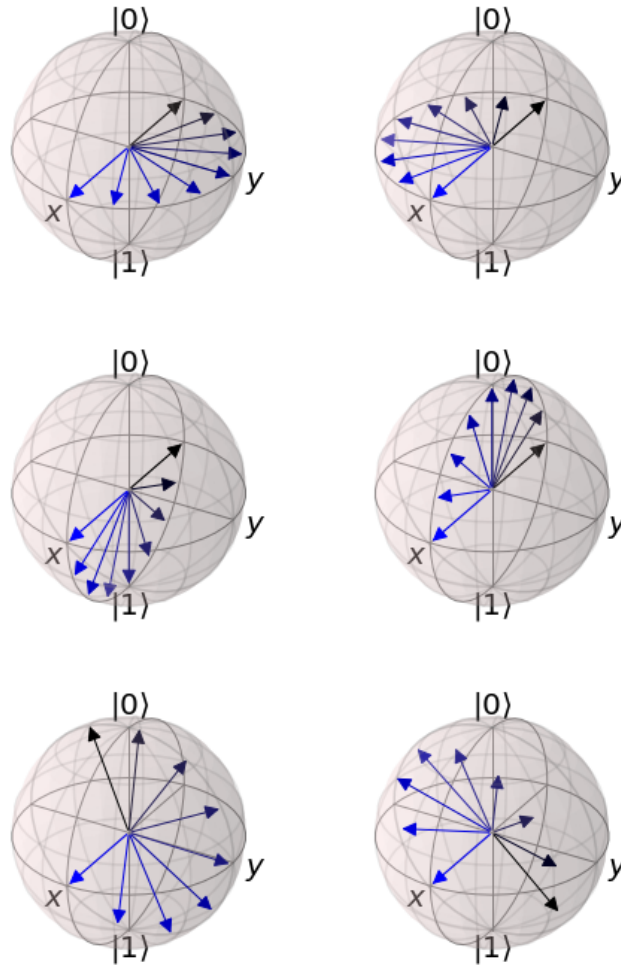 |0⟩ |0⟩
y y
x x
|1⟩ |1⟩
|0⟩ |0⟩
y y
x x
|1⟩ |1⟩
|0⟩ |0⟩
y y
x x
|1⟩ |1⟩